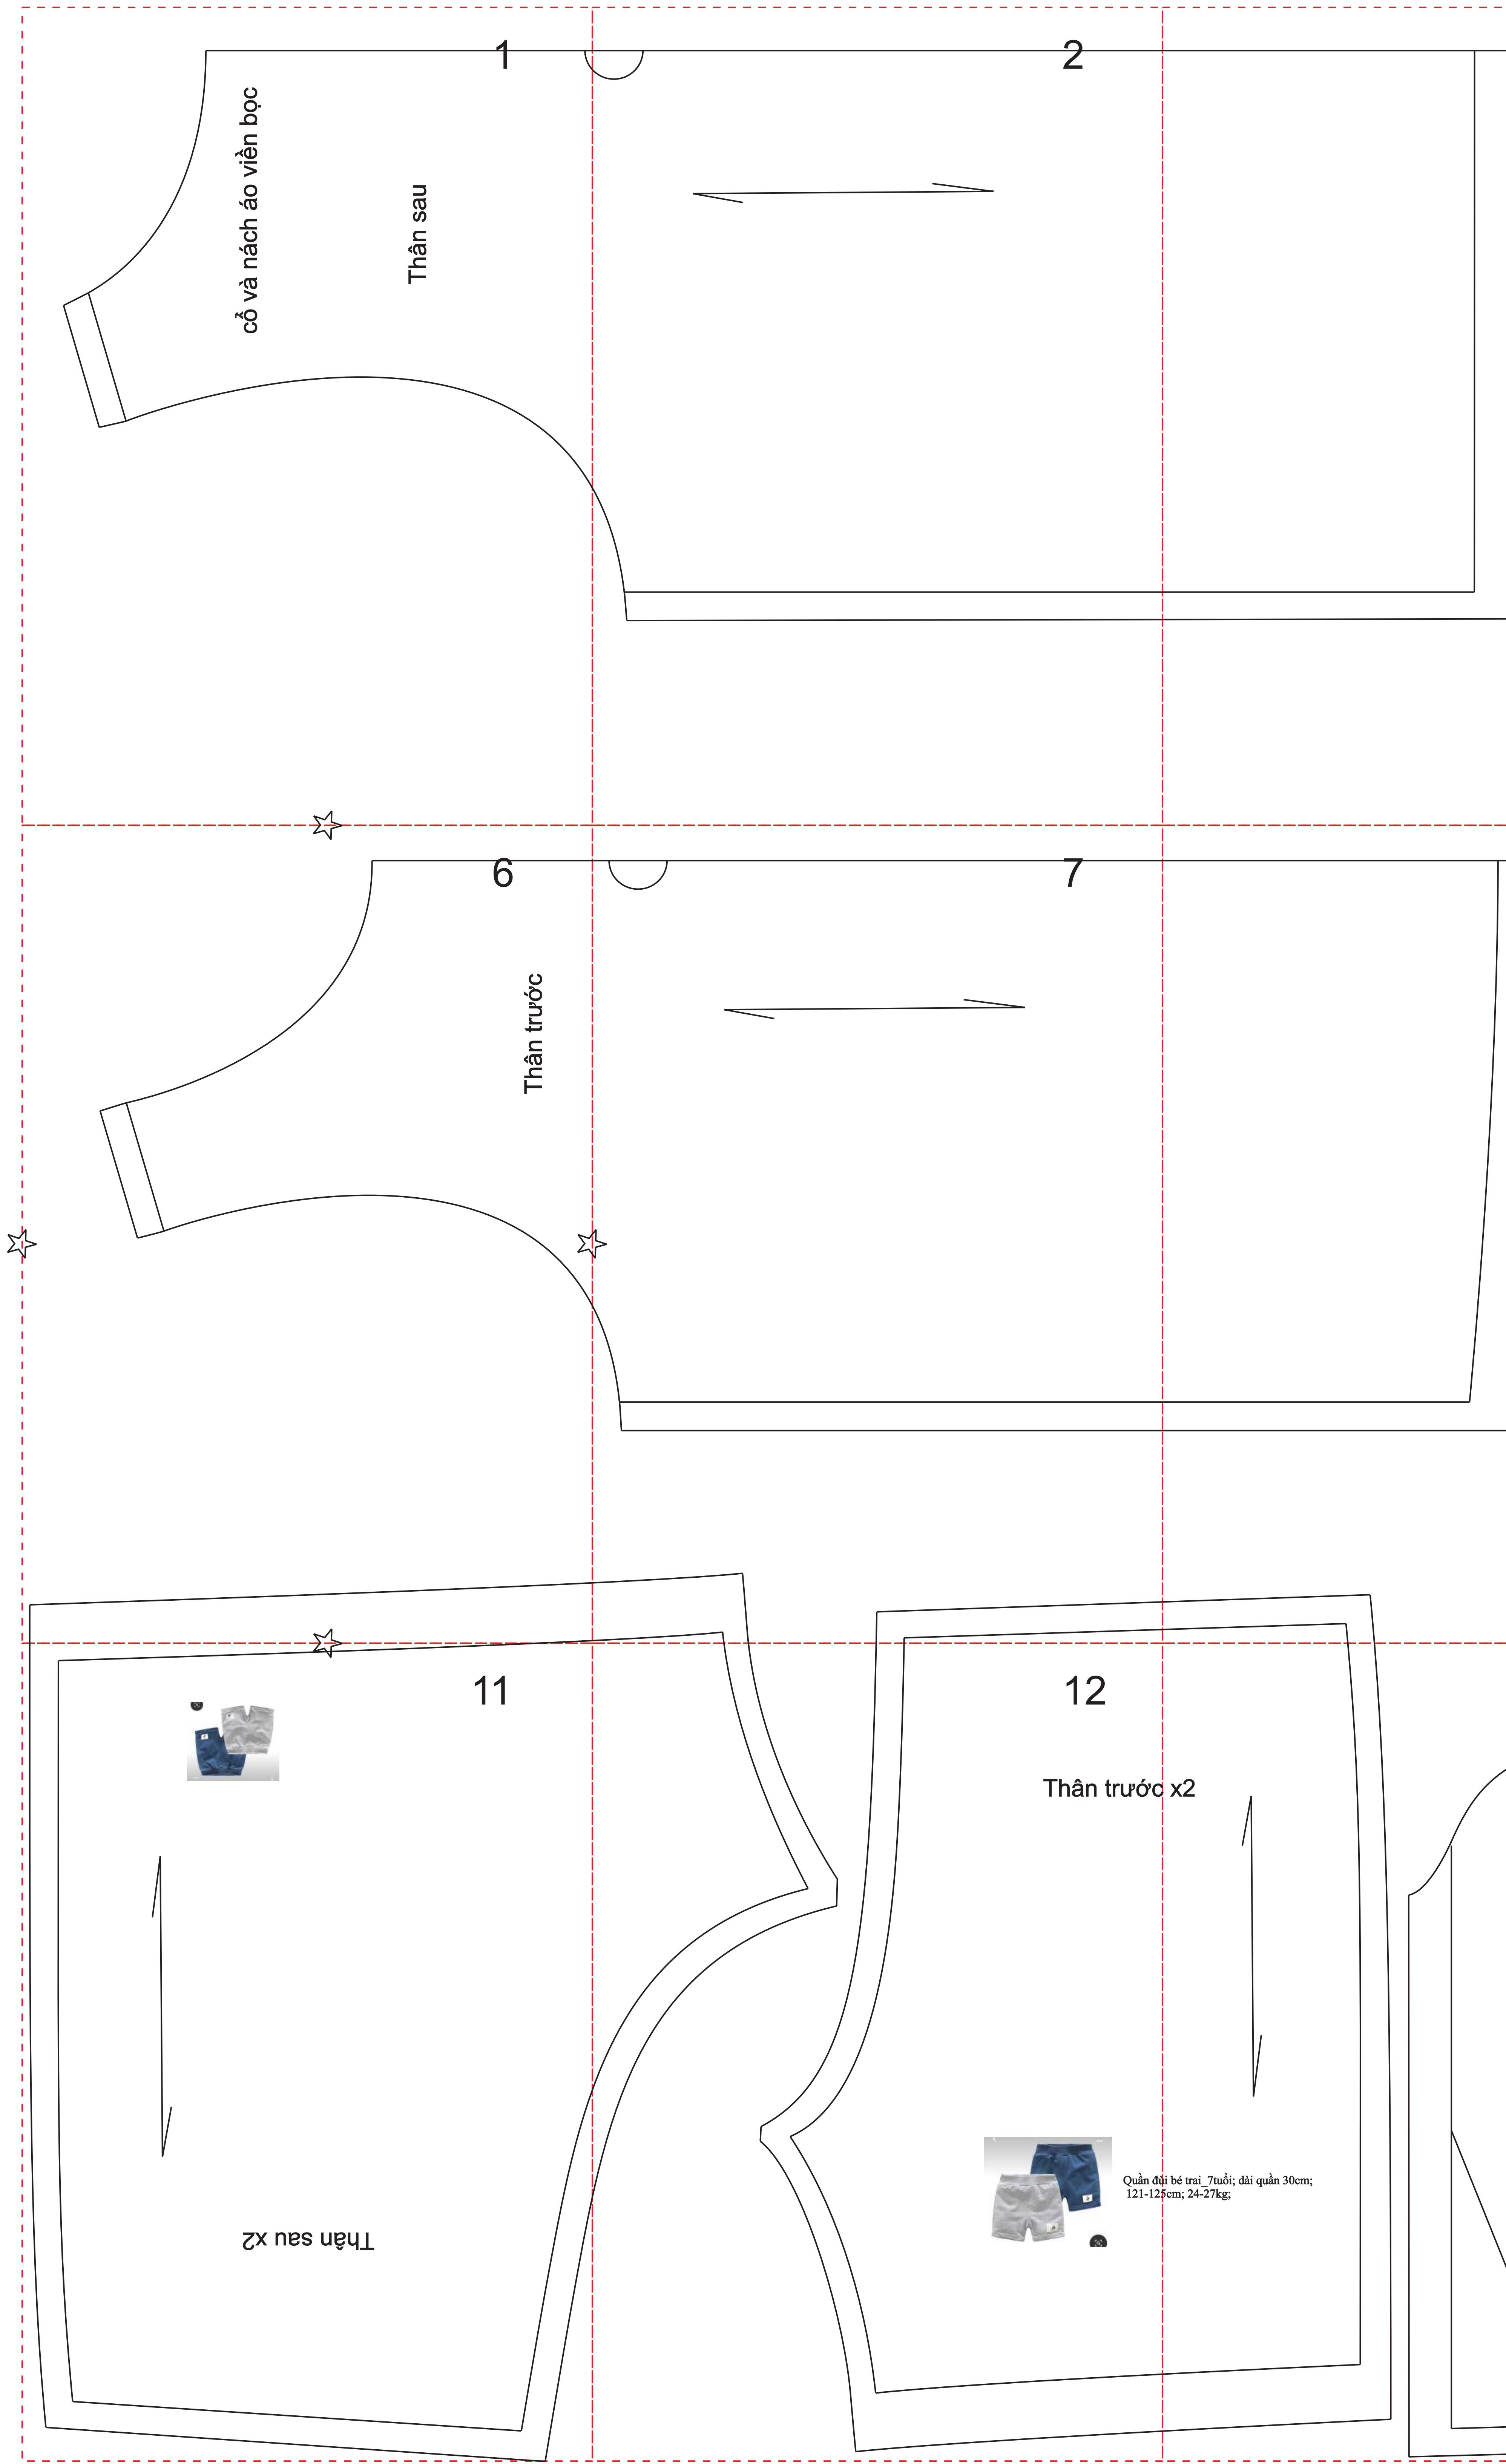 1
2
cổ và nách áo viền bọc
Thân sau
6
7
Thân trước
11
12
Thân trước x2
Quần đùi bé trai_7tuổi; dài quần 30cm;
121-125cm; 24-27kg;
Thân sau x2